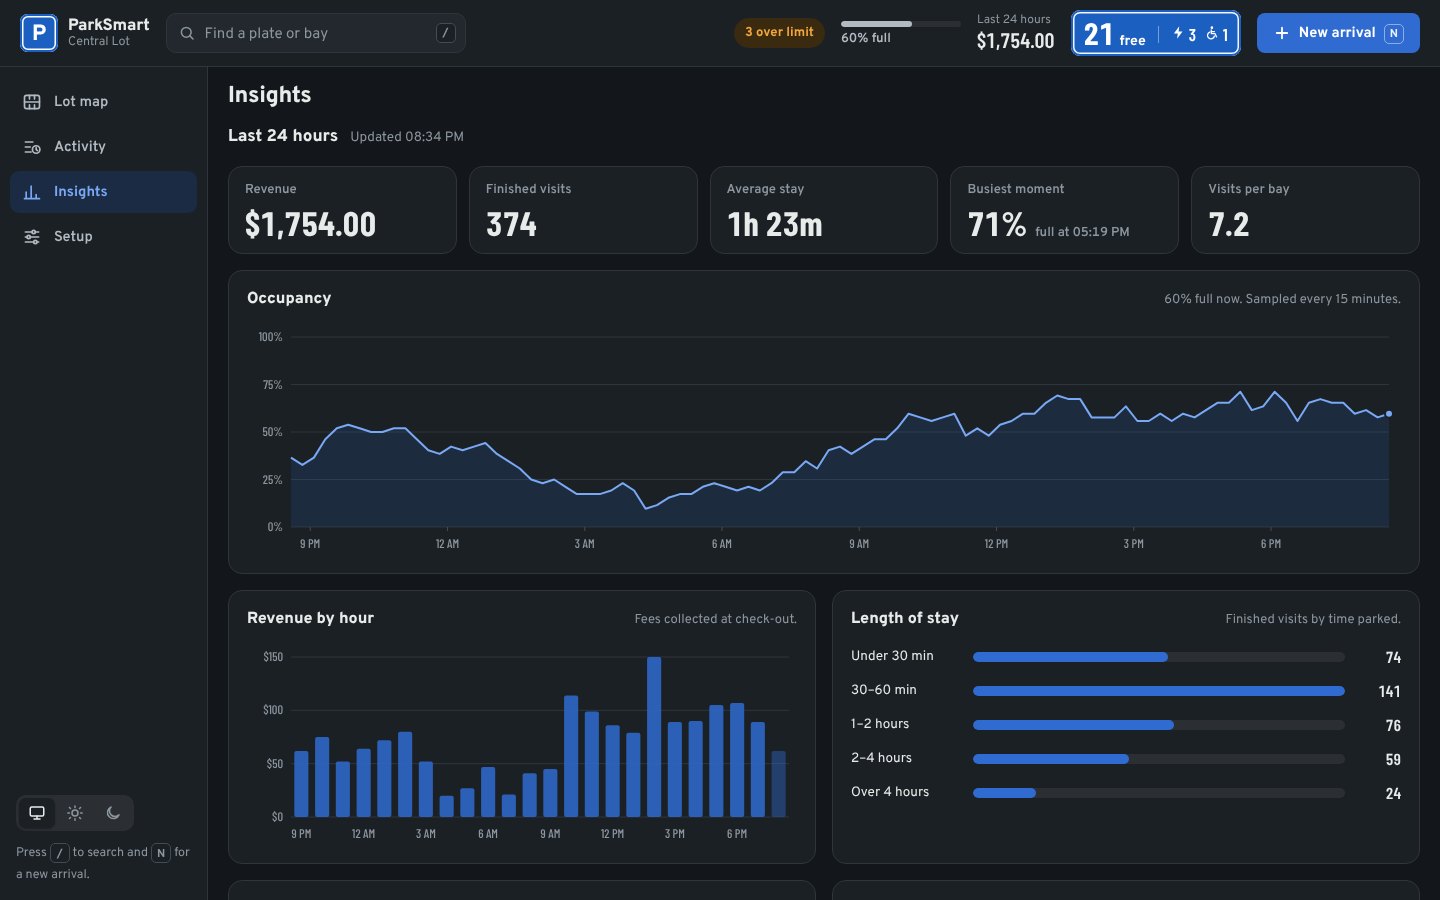 P
ParkSmart
Central Lot
Find a plate or bay
/
3 over limit
60% full
Last 24 hours
$1,754.00
21 free
3
1
New arrival
N
Lot map
Activity
Insights
Setup
Press / to search and N for
a new arrival.
Insights
Last 24 hours Updated 08:34 PM
Revenue
$1,754.00
Finished visits
374
Average stay
1h 23m
Busiest moment
71% full at 05:19 PM
Visits per bay
7.2
Occupancy
60% full now. Sampled every 15 minutes.
100%
75%
50%
25%
0%
9 PM 12 AM 3 AM 6 AM 9 AM 12 PM 3 PM 6 PM
Revenue by hour
Fees collected at check-out.
$150
$100
$50
$0
9 PM 12 AM 3 AM 6 AM 9 AM 12 PM 3 PM 6 PM
Length of stay
Finished visits by time parked.
Under 30 min 74
30–60 min 141
1–2 hours 76
2–4 hours 59
Over 4 hours 24